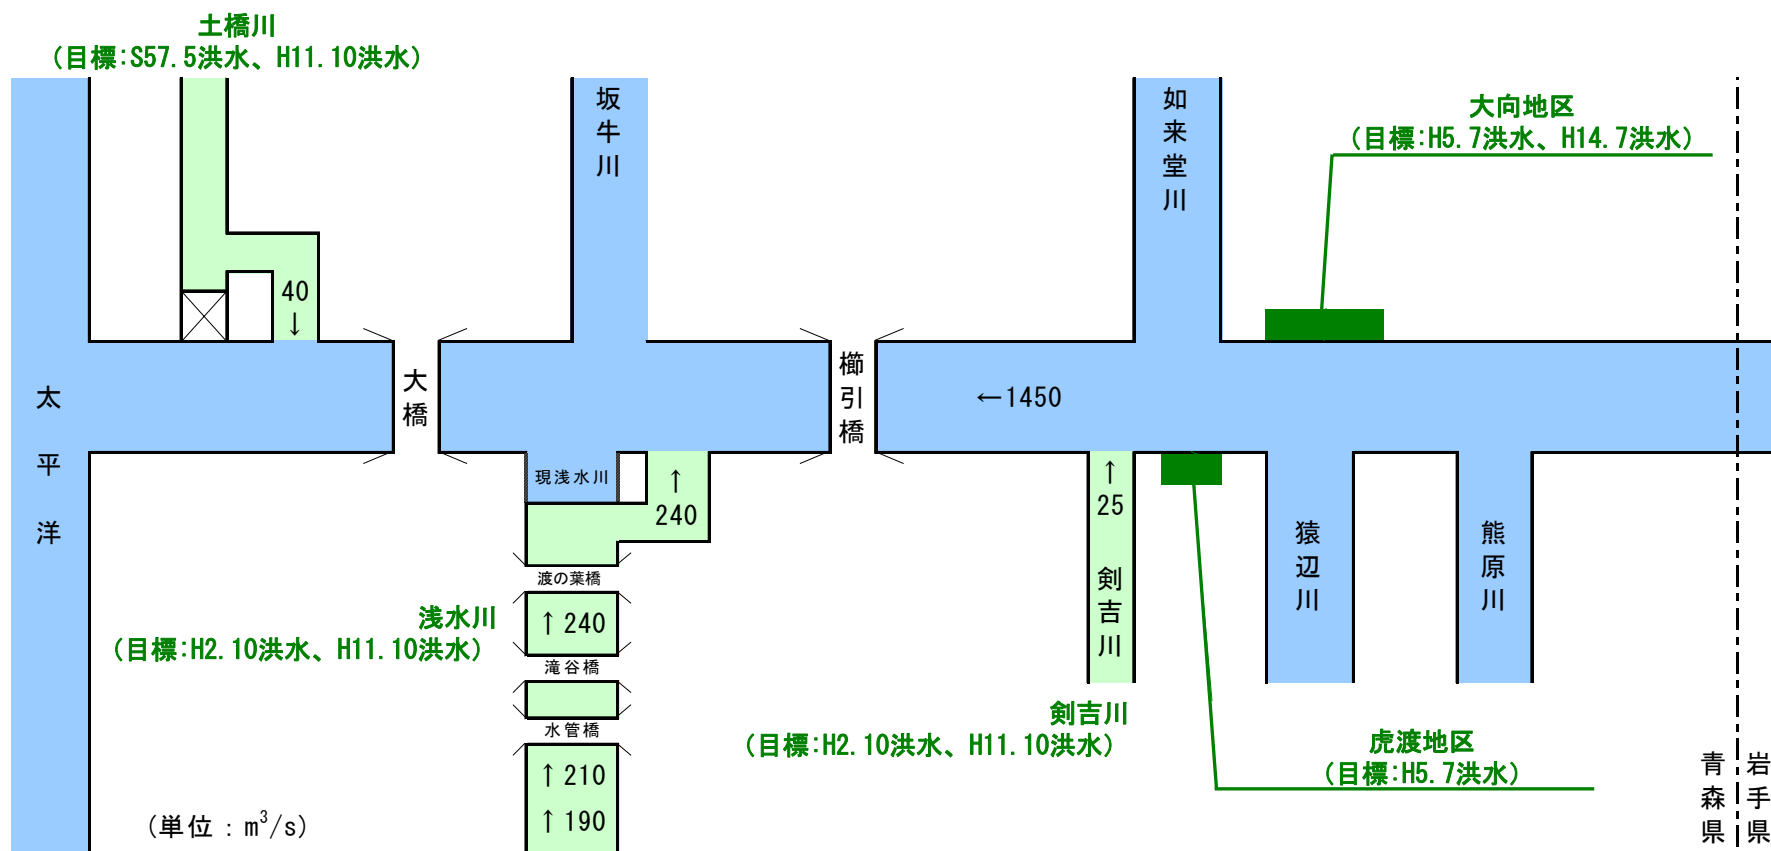 土橋川
（目標:S57.5洪水、H11.10洪水）
坂牛川
如来堂川
大向地区
（目標:H5.7洪水、H14.7洪水）
40
↓
太平洋
大橋
櫛引橋
←1450
現浅水川
↑
240
↑
25
剣吉川
猿辺川
熊原川
渡の葉橋
浅水川
（目標:H2.10洪水、H11.10洪水）
↑240
滝谷橋
水管橋
剣吉川
（目標:H2.10洪水、H11.10洪水）
虎渡地区
（目標:H5.7洪水）
↑210
↑190
（単位：m³/s）
青森県
岩手県